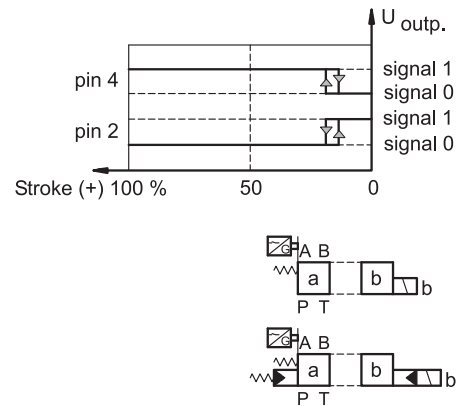 U outp.
signal 1
pin 4
signal 0
signal 1
pin 2
signal 0
Stroke (+) 100 % 50 0
G A B
a b b
P T
G A B
a b b
P T